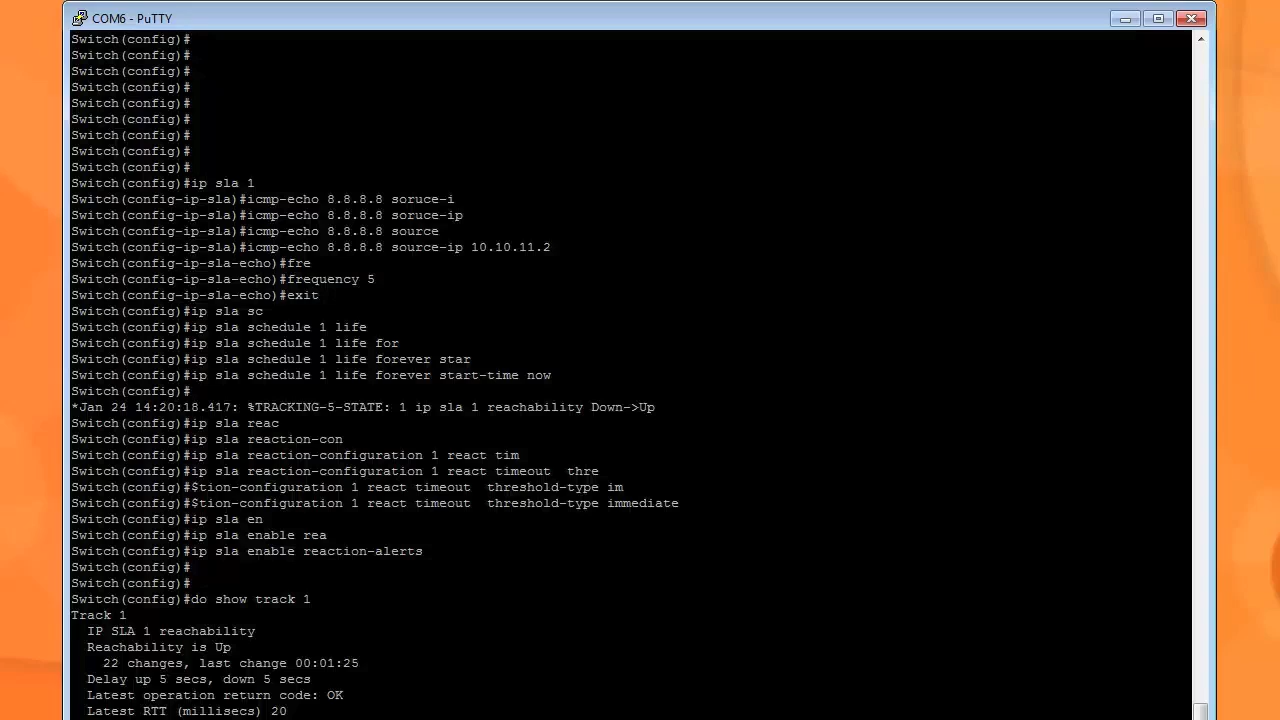 COM6 - PuTTY
Switch(config)#
Switch(config)#
Switch(config)#
Switch(config)#
Switch(config)#
Switch(config)#
Switch(config)#
Switch(config)#
Switch(config)#
Switch(config)#ip sla 1
Switch(config-ip-sla)#icmp-echo 8.8.8.8 soruce-i
Switch(config-ip-sla)#icmp-echo 8.8.8.8 soruce-ip
Switch(config-ip-sla)#icmp-echo 8.8.8.8 source
Switch(config-ip-sla)#icmp-echo 8.8.8.8 source-ip 10.10.11.2
Switch(config-ip-sla-echo)#fre
Switch(config-ip-sla-echo)#frequency 5
Switch(config-ip-sla-echo)#exit
Switch(config)#ip sla sc
Switch(config)#ip sla schedule 1 life
Switch(config)#ip sla schedule 1 life for
Switch(config)#ip sla schedule 1 life forever star
Switch(config)#ip sla schedule 1 life forever start-time now
Switch(config)#
*Jan 24 14:20:18.417: %TRACKING-5-STATE: 1 ip sla 1 reachability Down->Up
Switch(config)#ip sla reac
Switch(config)#ip sla reaction-con
Switch(config)#ip sla reaction-configuration 1 react tim
Switch(config)#ip sla reaction-configuration 1 react timeout  thre
Switch(config)#$tion-configuration 1 react timeout  threshold-type im
Switch(config)#$tion-configuration 1 react timeout  threshold-type immediate
Switch(config)#ip sla en
Switch(config)#ip sla enable rea
Switch(config)#ip sla enable reaction-alerts
Switch(config)#
Switch(config)#
Switch(config)#do show track 1
Track 1
  IP SLA 1 reachability
  Reachability is Up
    22 changes, last change 00:01:25
  Delay up 5 secs, down 5 secs
  Latest operation return code: OK
  Latest RTT (millisecs) 20